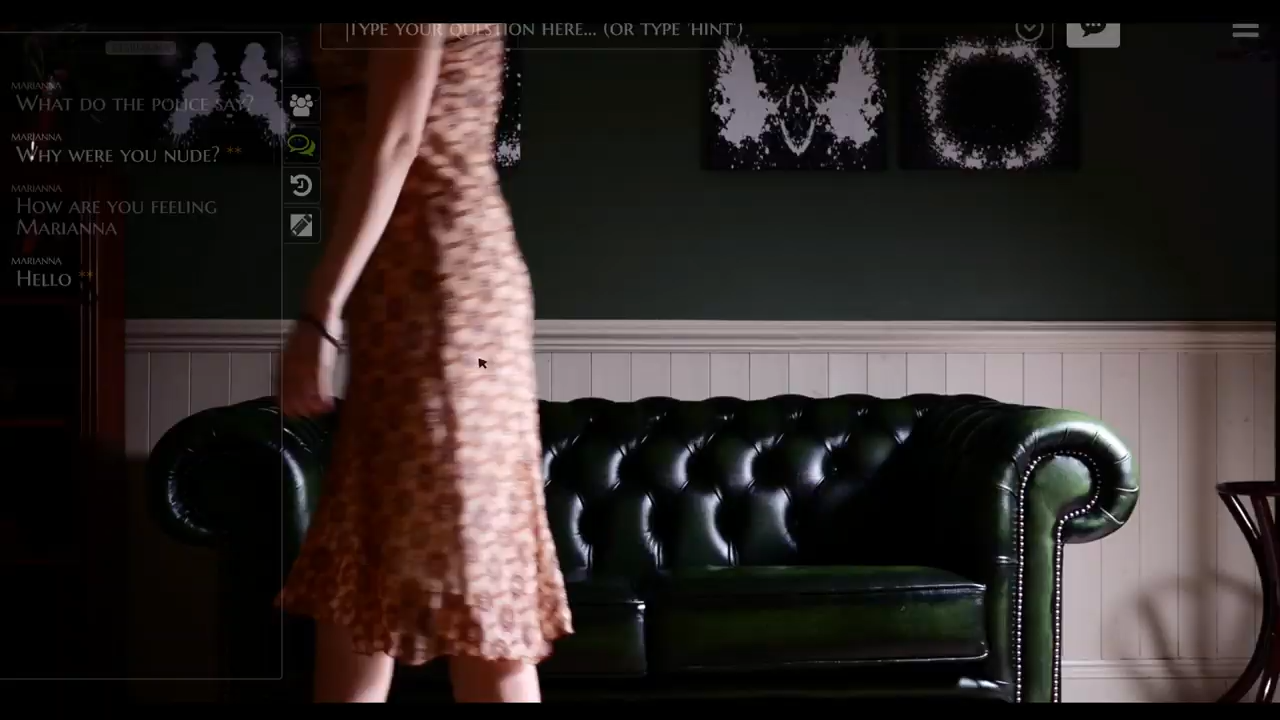 TYPE YOUR QUESTION HERE... (OR TYPE 'HINT')
MARIANNA
WHAT DO THE POLICE SAY?
MARIANNA
WHY WERE YOU NUDE? **
MARIANNA
HOW ARE YOU FEELING
MARIANNA
MARIANNA
HELLO **